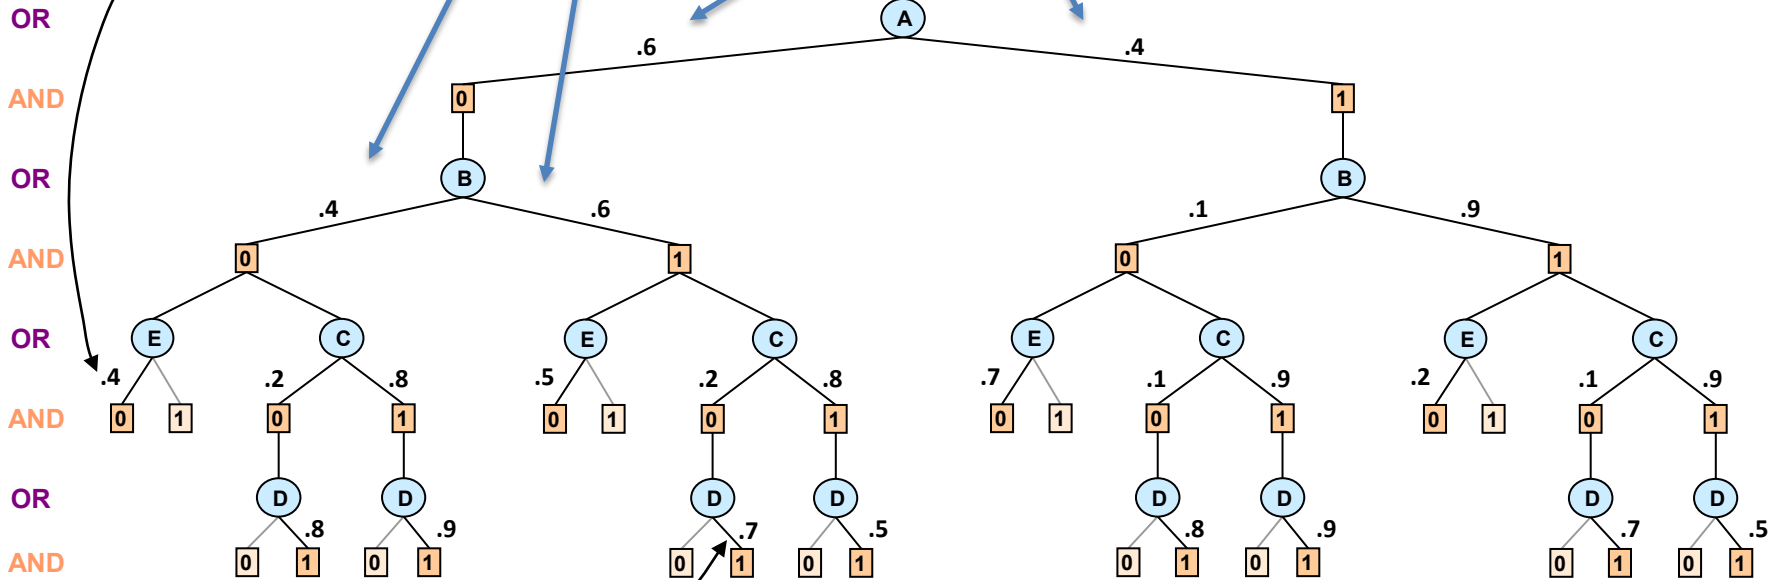 OR A
.6 .4
AND 0 1
OR B B
.4 .6 .1 .9
AND 0 1 0 1
OR E C E C E C E C
.4 .2 .8 .5 .2 .8 .7 .1 .9 .2 .1 .9
AND 0 1 0 1 0 1 0 1 0 1 0 1 0 1 0 1
OR D D D D D D D D
.8 .9 .7 .5 .8 .9 .7 .5
AND 0 1 0 1 0 1 0 1 0 1 0 1 0 1 0 1